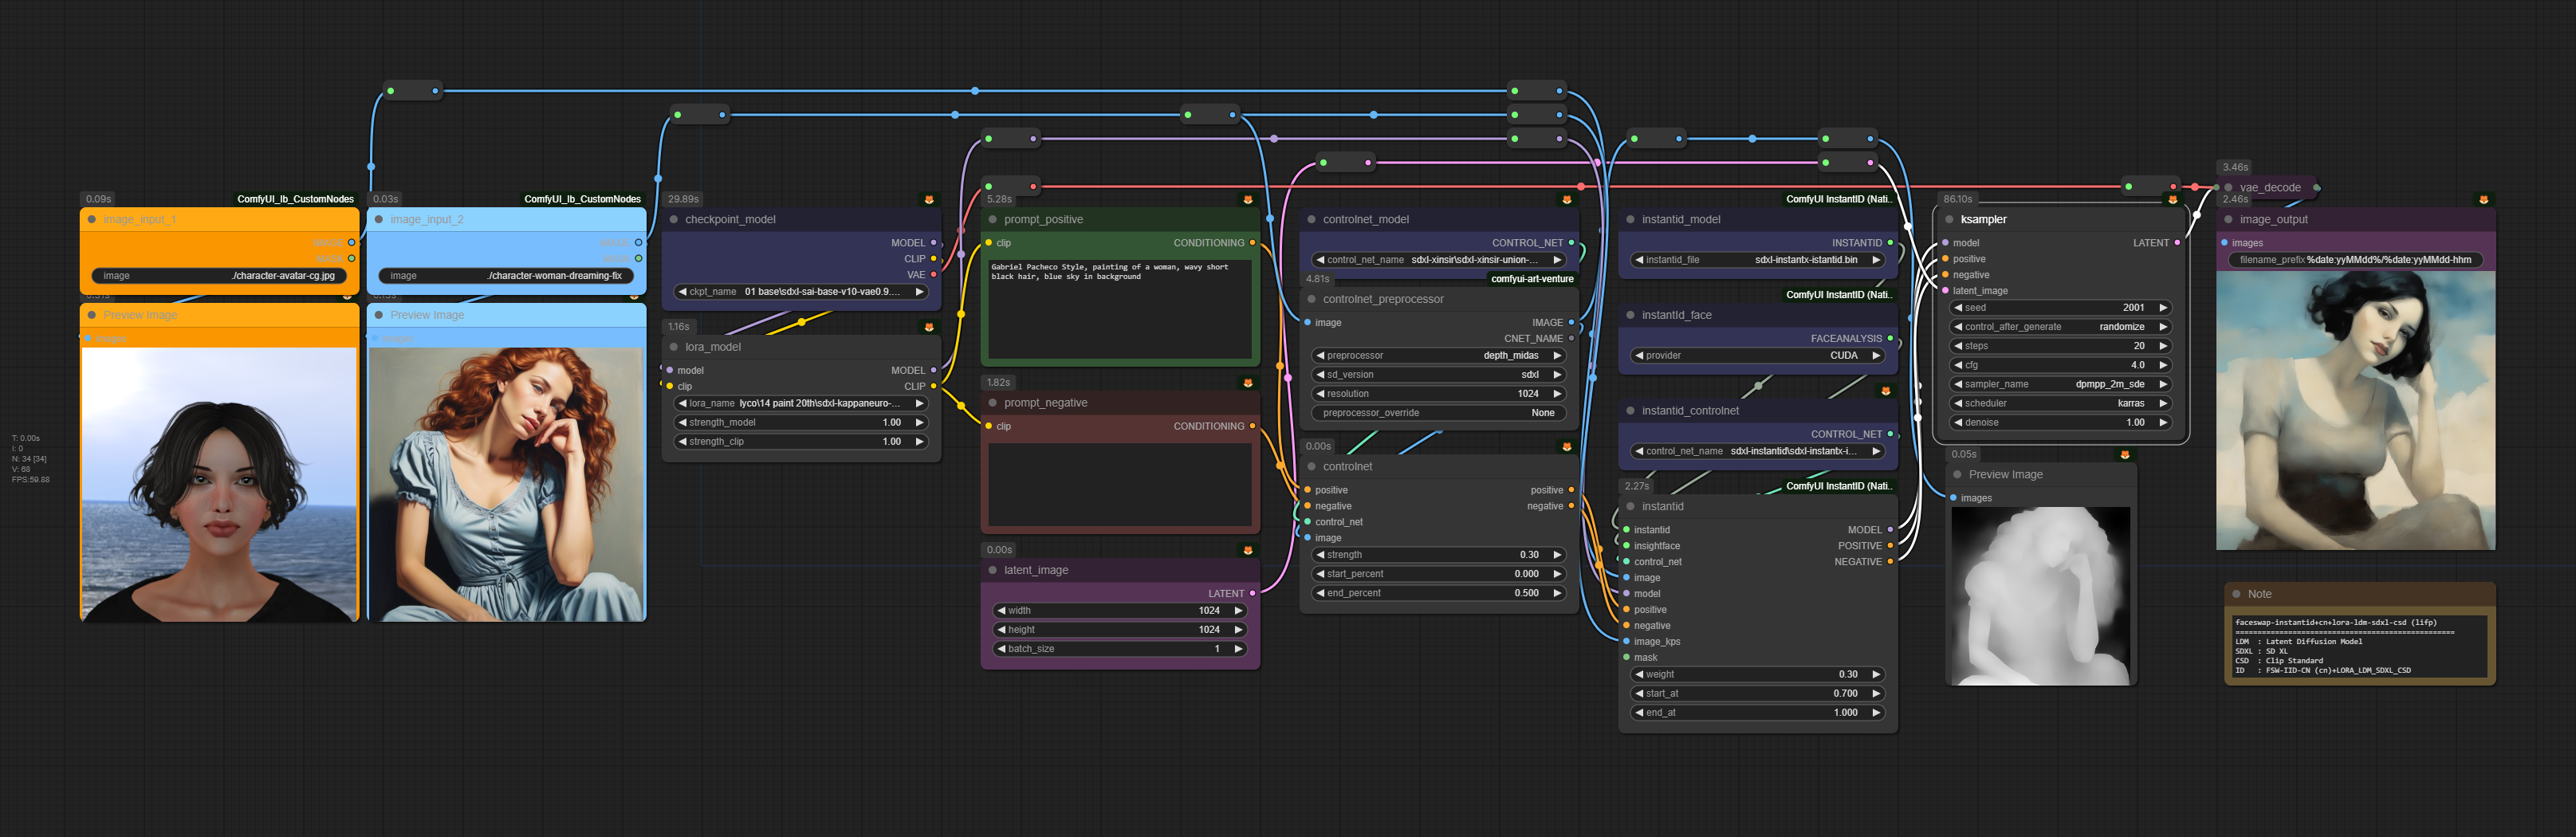 T: 0.00s
I: 0
N: 34 [34]
V: 68
FPS:59.88
0.09s
ComfyUI_lb_CustomNodes
image_input_1
IMAGE
MASK
image ./character-avatar-cg.jpg
Preview Image
images
0.03s
ComfyUI_lb_CustomNodes
image_input_2
IMAGE
MASK
image ./character-woman-dreaming-fix
Preview Image
images
29.89s
checkpoint_model
MODEL
CLIP
VAE
ckpt_name 01 base\sdxl-sai-base-v10-vae0.9....
1.16s
lora_model
model MODEL
clip CLIP
lora_name lyco\14 paint 20th\sdxl-kappaneuro-...
strength_model 1.00
strength_clip 1.00
5.28s
prompt_positive
clip CONDITIONING
Gabriel Pacheco Style, painting of a woman, wavy short
black hair, blue sky in background
1.82s
prompt_negative
clip CONDITIONING
0.00s
latent_image
LATENT
width 1024
height 1024
batch_size 1
controlnet_model
CONTROL_NET
control_net_name sdxl-xinsir\sdxl-xinsir-union-...
4.81s
comfyui-art-venture
controlnet_preprocessor
image IMAGE
CNET_NAME
preprocessor depth_midas
sd_version sdxl
resolution 1024
preprocessor_override None
0.00s
controlnet
positive positive
negative negative
control_net
image
strength 0.30
start_percent 0.000
end_percent 0.500
ComfyUI InstantID (Nati..
instantid_model
INSTANTID
instantid_file sdxl-instantx-istantid.bin
ComfyUI InstantID (Nati..
instantId_face
FACEANALYSIS
provider CUDA
instantid_controlnet
CONTROL_NET
control_net_name sdxl-instantid\sdxl-instantx-i...
2.27s
ComfyUI InstantID (Nati..
instantid
instantid MODEL
insightface POSITIVE
control_net NEGATIVE
image
model
positive
negative
image_kps
mask
weight 0.30
start_at 0.700
end_at 1.000
86.10s
ksampler
model LATENT
positive
negative
latent_image
seed 2001
control_after_generate randomize
steps 20
cfg 4.0
sampler_name dpmpp_2m_sde
scheduler karras
denoise 1.00
0.05s
Preview Image
images
3.46s
vae_decode
2.46s
image_output
images
filename_prefix %date:yyMMdd%/%date:yyMMdd-hhm
Note
faceswap-instantid+cn+lora-ldm-sdxl-csd (lifp)
==================================================
LDM : Latent Diffusion Model
SDXL : SD XL
CSD : Clip Standard
ID : FSW-IID-CN (cn)+LORA_LDM_SDXL_CSD